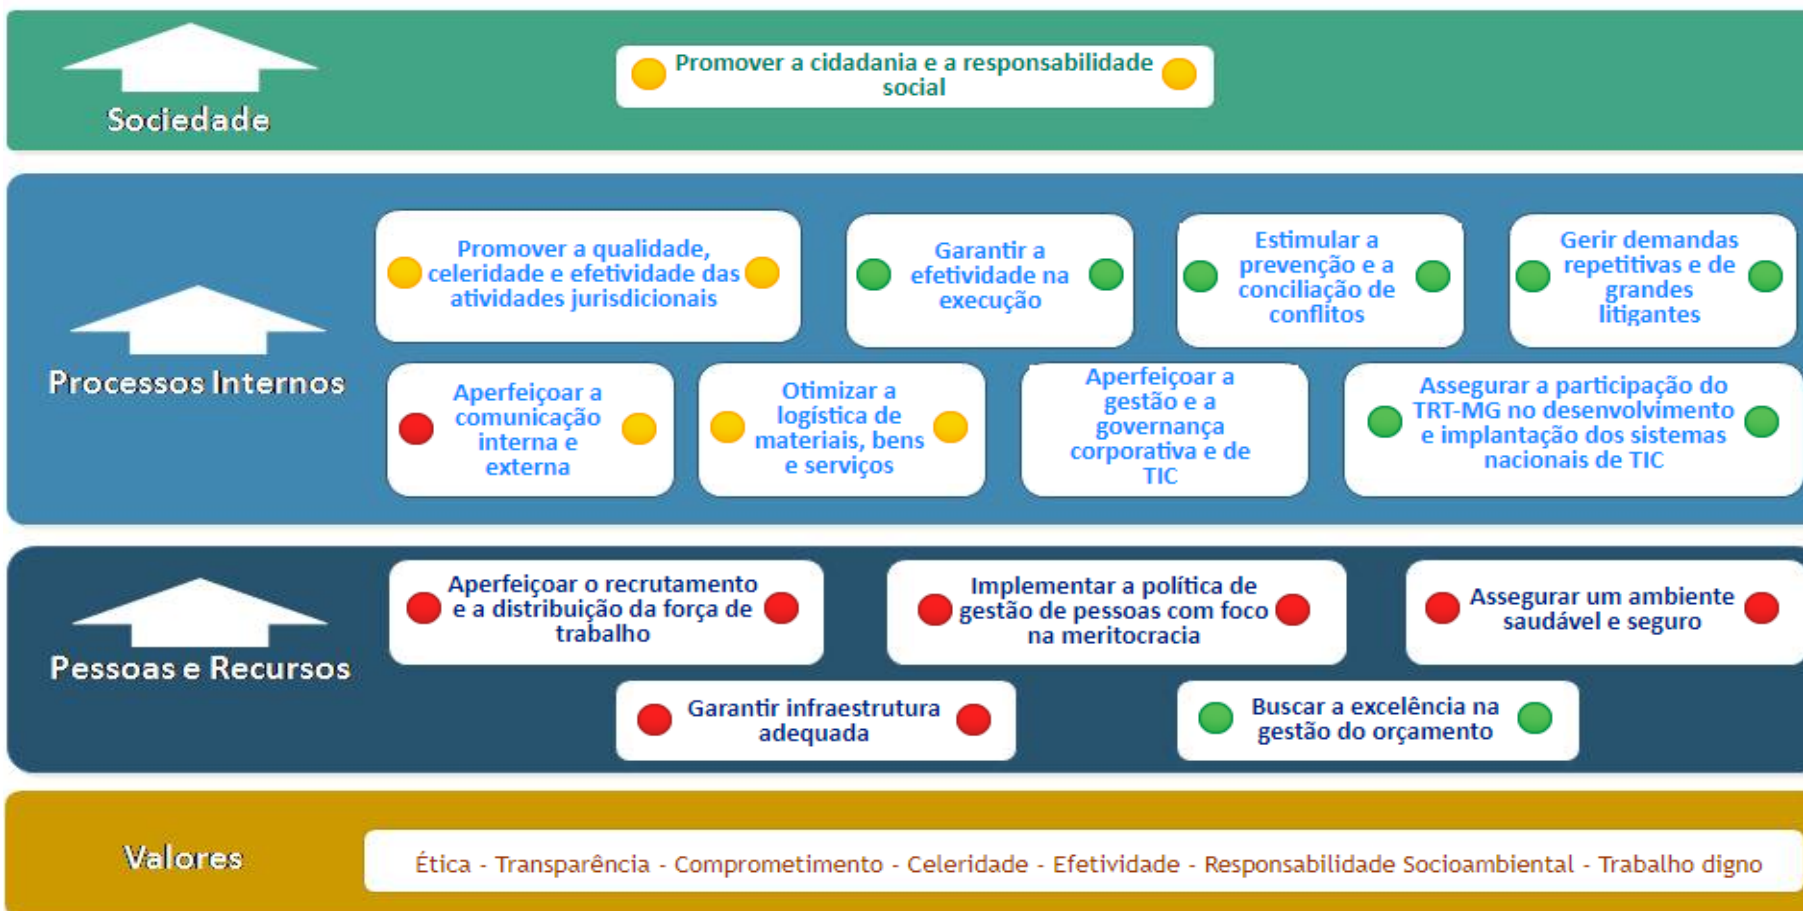 Sociedade
Promover a cidadania e a responsabilidade
social
Processos Internos
Promover a qualidade,
celeridade e efetividade das
atividades jurisdicionais
Garantir a
efetividade na
execução
Estimular a
prevenção e a
conciliação de
conflitos
Gerir demandas
repetitivas e de
grandes
litigantes
Aperfeiçoar a
comunicação
interna e
externa
Otimizar a
logística de
materiais, bens
e serviços
Aperfeiçoar a
gestão e a
governança
corporativa e de
TIC
Assegurar a participação do
TRT-MG no desenvolvimento
e implantação dos sistemas
nacionais de TIC
Pessoas e Recursos
Aperfeiçoar o recrutamento
e a distribuição da força de
trabalho
Implementar a política de
gestão de pessoas com foco
na meritocracia
Assegurar um ambiente
saudável e seguro
Garantir infraestrutura
adequada
Buscar a excelência na
gestão do orçamento
Valores
Ética - Transparência - Comprometimento - Celeridade - Efetividade - Responsabilidade Socioambiental - Trabalho digno